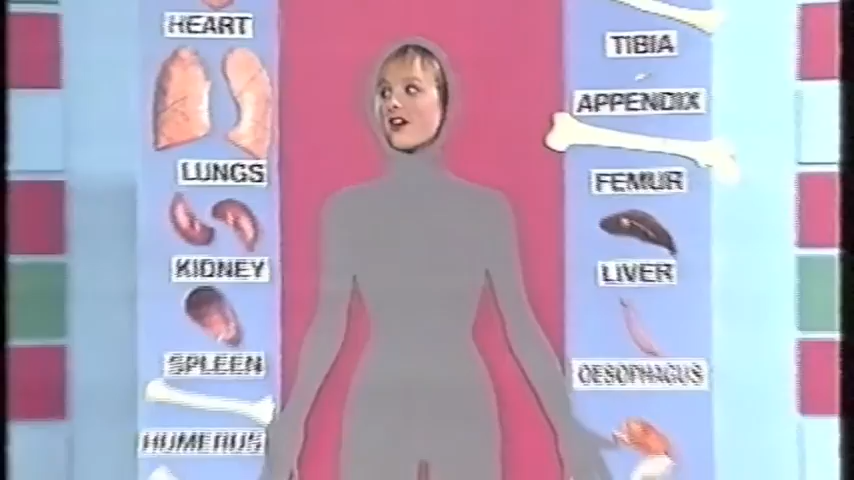 HEART
LUNGS
KIDNEY
SPLEEN
HUMERUS
TIBIA
APPENDIX
FEMUR
LIVER
OESOPHAGUS